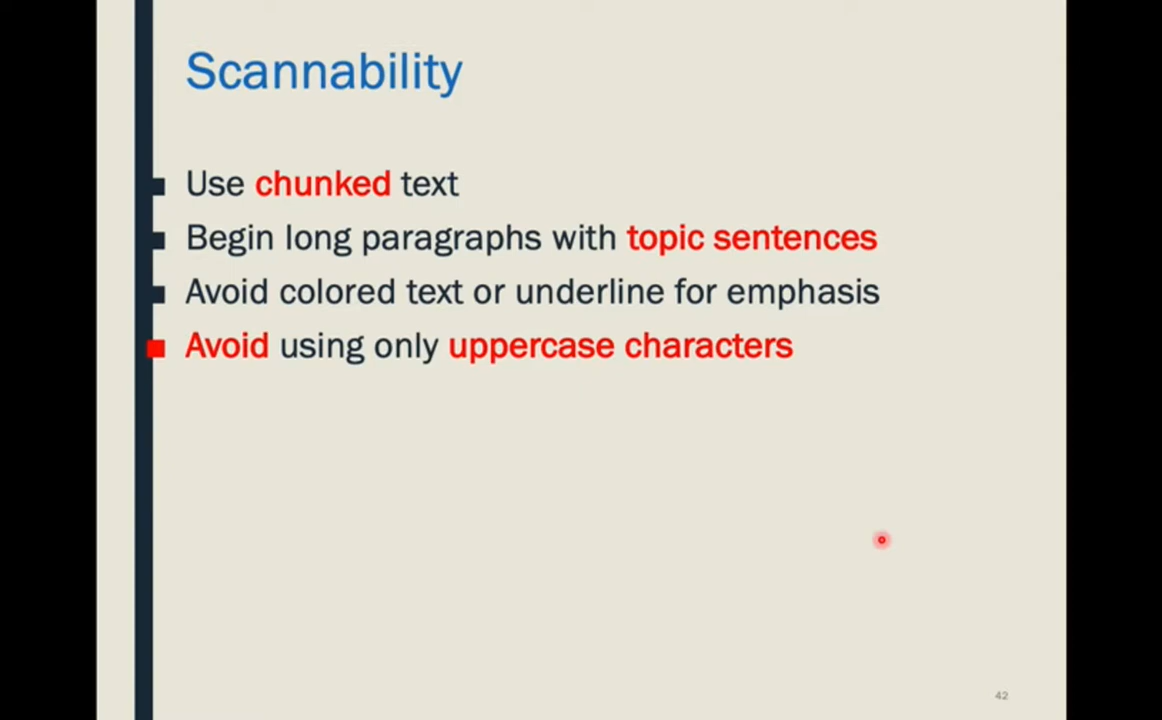 Scannability
Use chunked text
Begin long paragraphs with topic sentences
Avoid colored text or underline for emphasis
Avoid using only uppercase characters
42